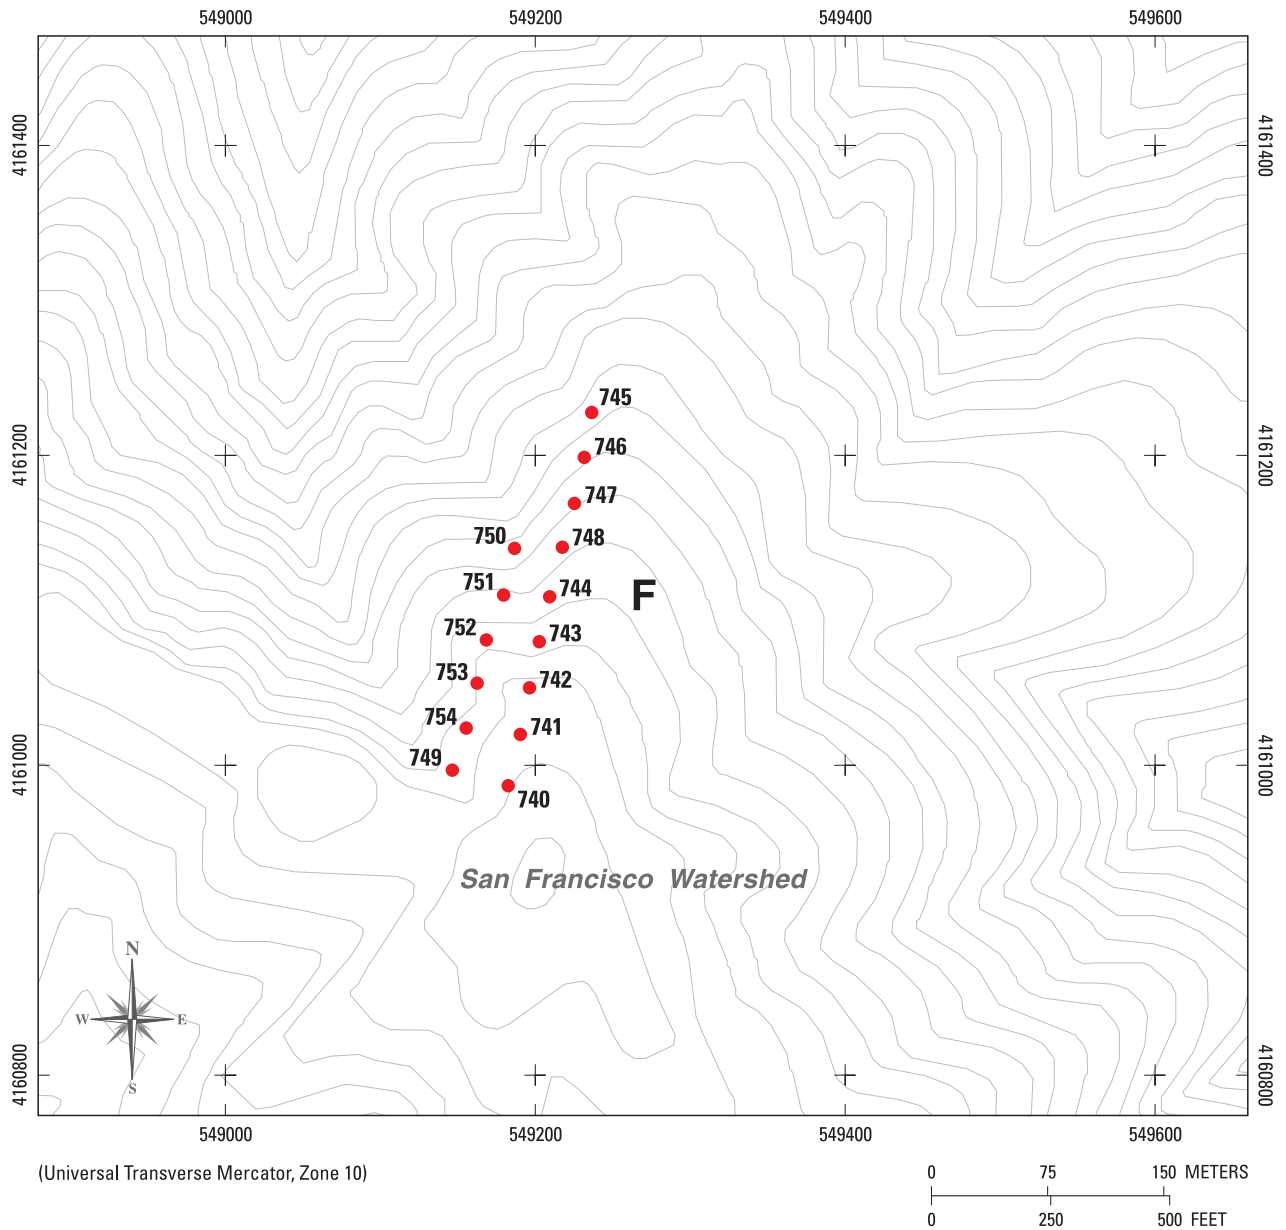 549000 549200 549400 549600
4161400 4161400
745
746
4161200 4161200
747
750 748
751 744
F
752 743
753 742
754 741
749
4161000 4161000
740
San Francisco Watershed
N
W E
S
4160800 4160800
549000 549200 549400 549600
(Universal Transverse Mercator, Zone 10)
0 75 150 METERS
0 250 500 FEET